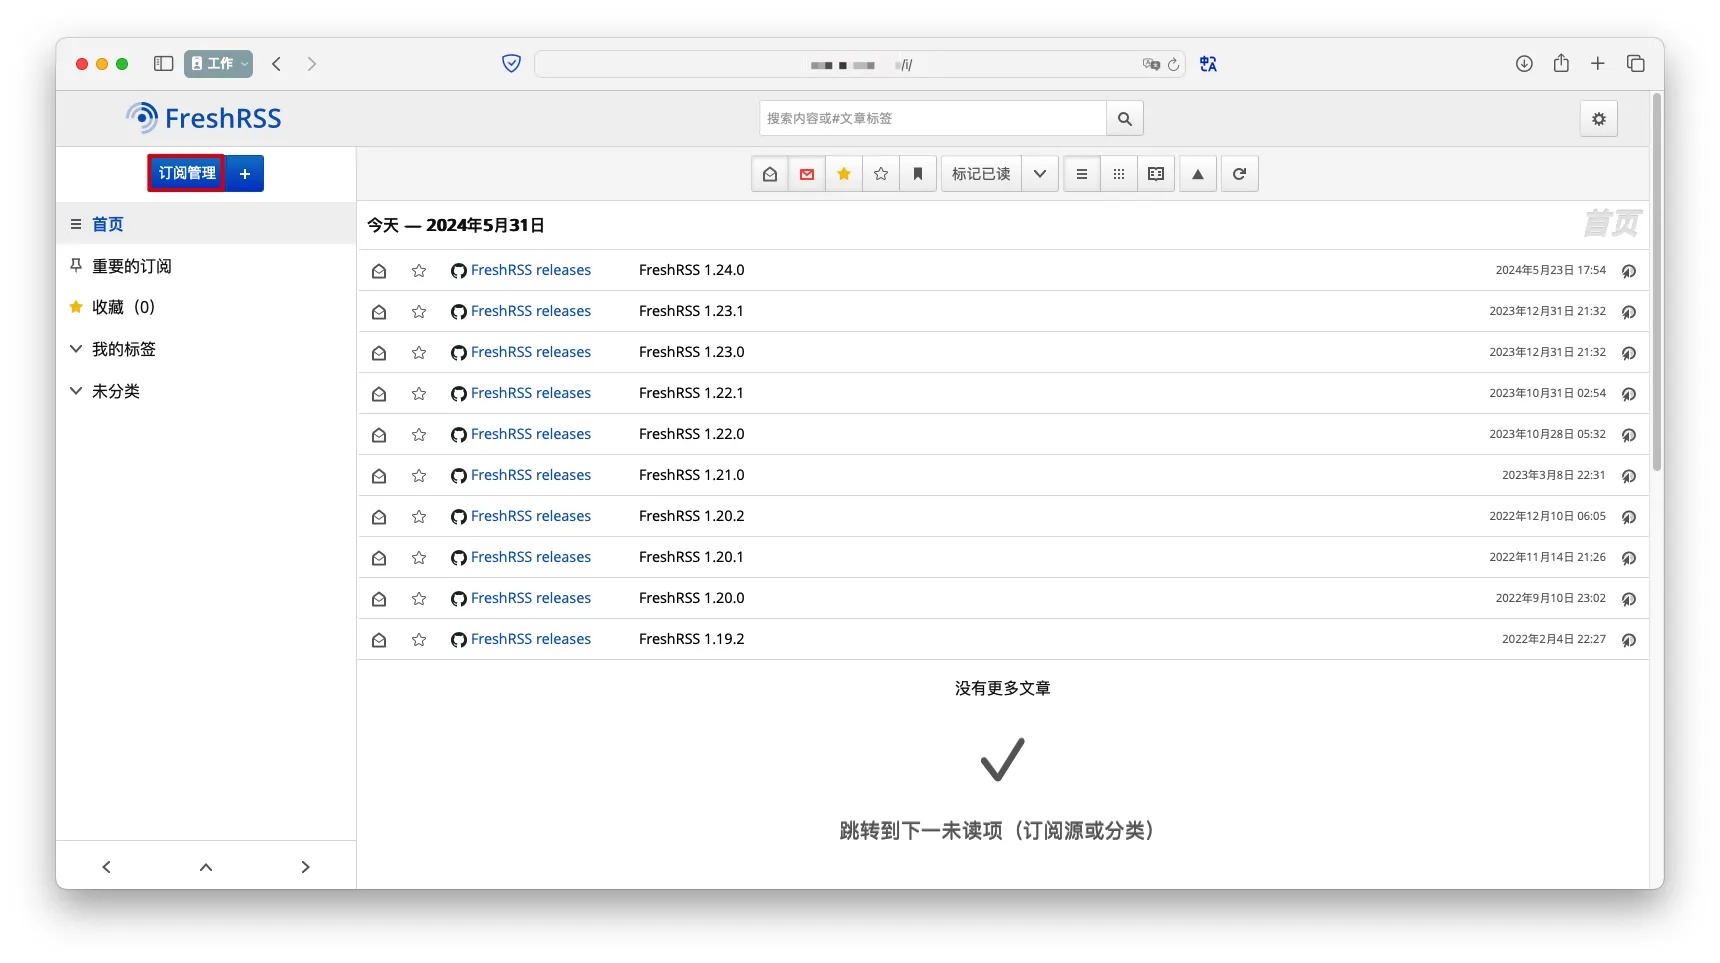 工作
/i/
FreshRSS
搜索内容或#文章标签
订阅管理 +
标记已读
首页
重要的订阅
收藏（0）
我的标签
未分类
今天 — 2024年5月31日
首页
FreshRSS releases FreshRSS 1.24.0 2024年5月23日 17:54
FreshRSS releases FreshRSS 1.23.1 2023年12月31日 21:32
FreshRSS releases FreshRSS 1.23.0 2023年12月31日 21:32
FreshRSS releases FreshRSS 1.22.1 2023年10月31日 02:54
FreshRSS releases FreshRSS 1.22.0 2023年10月28日 05:32
FreshRSS releases FreshRSS 1.21.0 2023年3月8日 22:31
FreshRSS releases FreshRSS 1.20.2 2022年12月10日 06:05
FreshRSS releases FreshRSS 1.20.1 2022年11月14日 21:26
FreshRSS releases FreshRSS 1.20.0 2022年9月10日 23:02
FreshRSS releases FreshRSS 1.19.2 2022年2月4日 22:27
没有更多文章
跳转到下一未读项（订阅源或分类）